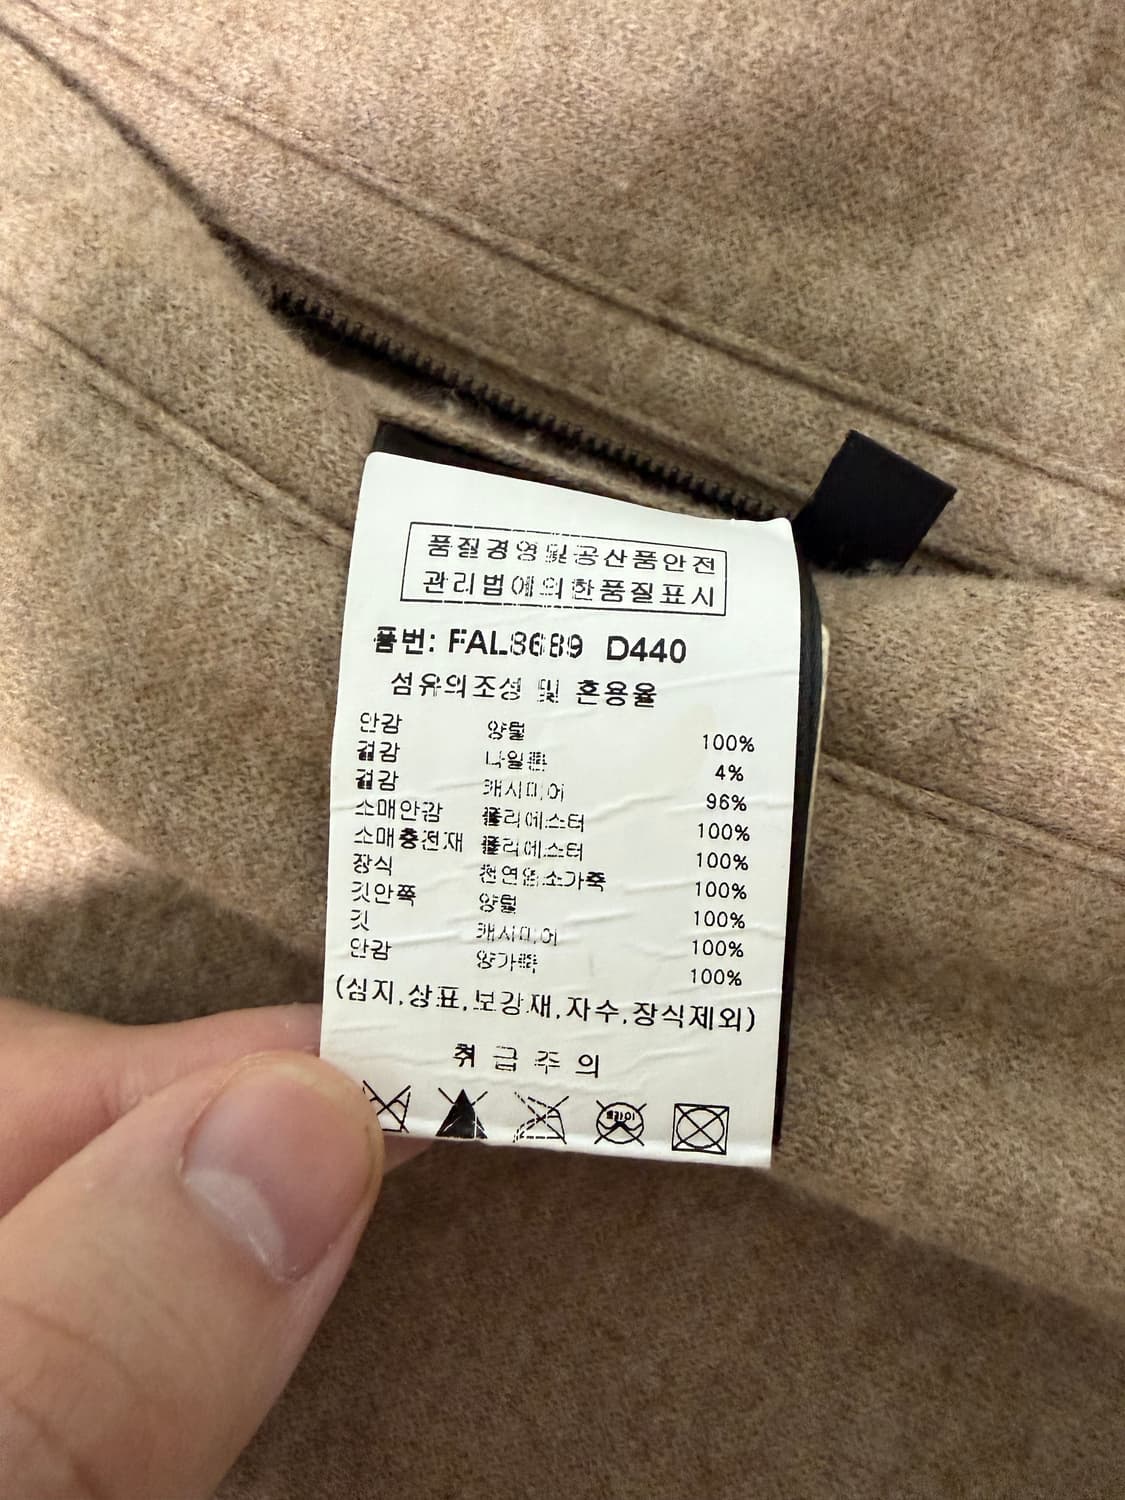 품질경영및공산품안전
관리법에의한품질표시
품번: FAL8689 D440
섬유의조성 및 혼용율
안감 양털 100%
겉감 나일론 4%
겉감 캐시미어 96%
소매안감 폴리에스터 100%
소매충전재 폴리에스터 100%
장식 천연염소가죽 100%
깃안쪽 양털 100%
깃 캐시미어 100%
안감 양가죽 100%
(심지,상표,보강재,자수,장식제외)
취급주의
드라이